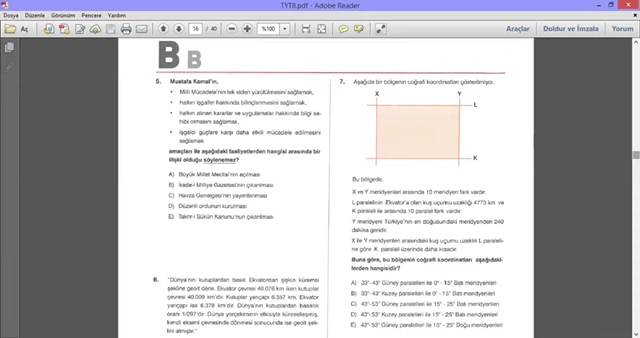 TYT8.pdf - Adobe Reader
Dosya Düzenle Görünüm Pencere Yardım
Aç
16 / 40
%100
Araçlar
Doldur ve İmzala
Yorum
B B
5. Mustafa Kemal'in,
• Millî Mücadele'nin tek elden yürütülmesini sağlamak,
• halkın işgaller hakkında bilinçlenmesini sağlamak,
• halkın alınan kararlar ve uygulamalar hakkında bilgi sa-
hibi olmasını sağlamak,
• işgalci güçlere karşı daha etkili mücadele edilmesini
sağlamak
amaçları ile aşağıdaki faaliyetlerden hangisi arasında bir
ilişki olduğu söylenemez?
A) Büyük Millet Meclisi'nin açılması
B) İrade-i Milliye Gazetesi'nin çıkarılması
C) Havza Genelgesi'nin yayımlanması
D) Düzenli ordunun kurulması
E) Takrir-i Sükûn Kanunu'nun çıkarılması
6. "Dünya'nın kutuplardan basık Ekvatordan şişkin küremsi
şekline geoit denir. Ekvator çevresi 40.076 km iken kutuplar
çevresi 40.009 km'dir. Kutuplar yarıçapı 6.357 km, Ekvator
yarıçapı ise 6.378 km'dir. Dünya'nın kutuplardan basıklık
oranı 1/297'dir. Dünya yerçekimin etkisiyle küreselleşmiş,
kendi ekseni çevresinde dönmesi sonucunda ise geoit şek-
lini almıştır."
7. Aşağıda bir bölgenin coğrafi koordinatları gösterilmiştir.
X Y
L
K
Bu bölgede,
X ve Y meridyenleri arasında 10 meridyen fark vardır.
L paralelinin Ekvator'a olan kuş uçumu uzaklığı 4773 km ve
K paraleli ile arasında 10 paralel fark vardır.
Y meridyeni Türkiye'nin en doğusundaki meridyenden 240
dakika geridir.
X ile Y meridyenleri arasındaki kuş uçumu uzaklık L paraleli-
ne göre K paraleli üzerinde daha kısadır.
Buna göre, bu bölgenin coğrafi koordinatları aşağıdaki-
lerden hangisidir?
A) 33°- 43° Güney paralelleri ile 0° - 15° Batı meridyenleri
B) 33°- 43° Kuzey paralelleri ile 0° - 15° Batı meridyenleri
C) 43°- 53° Güney paralelleri ile 15° - 25° Batı meridyenleri
D) 43°- 53° Kuzey paralelleri ile 15° - 25° Batı meridyenleri
E) 43°- 53° Güney paralelleri ile 15° - 25° Doğu meridyenleri